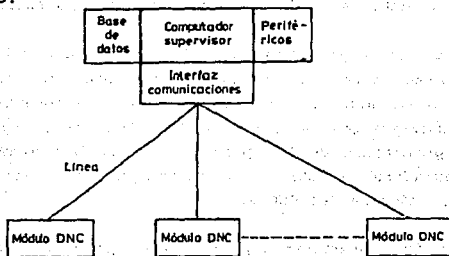 Base
de
datos
Computador
supervisor
Perifé-
ricos
Interfaz
comunicaciones
Línea
Módulo DNC
Módulo DNC
Módulo DNC